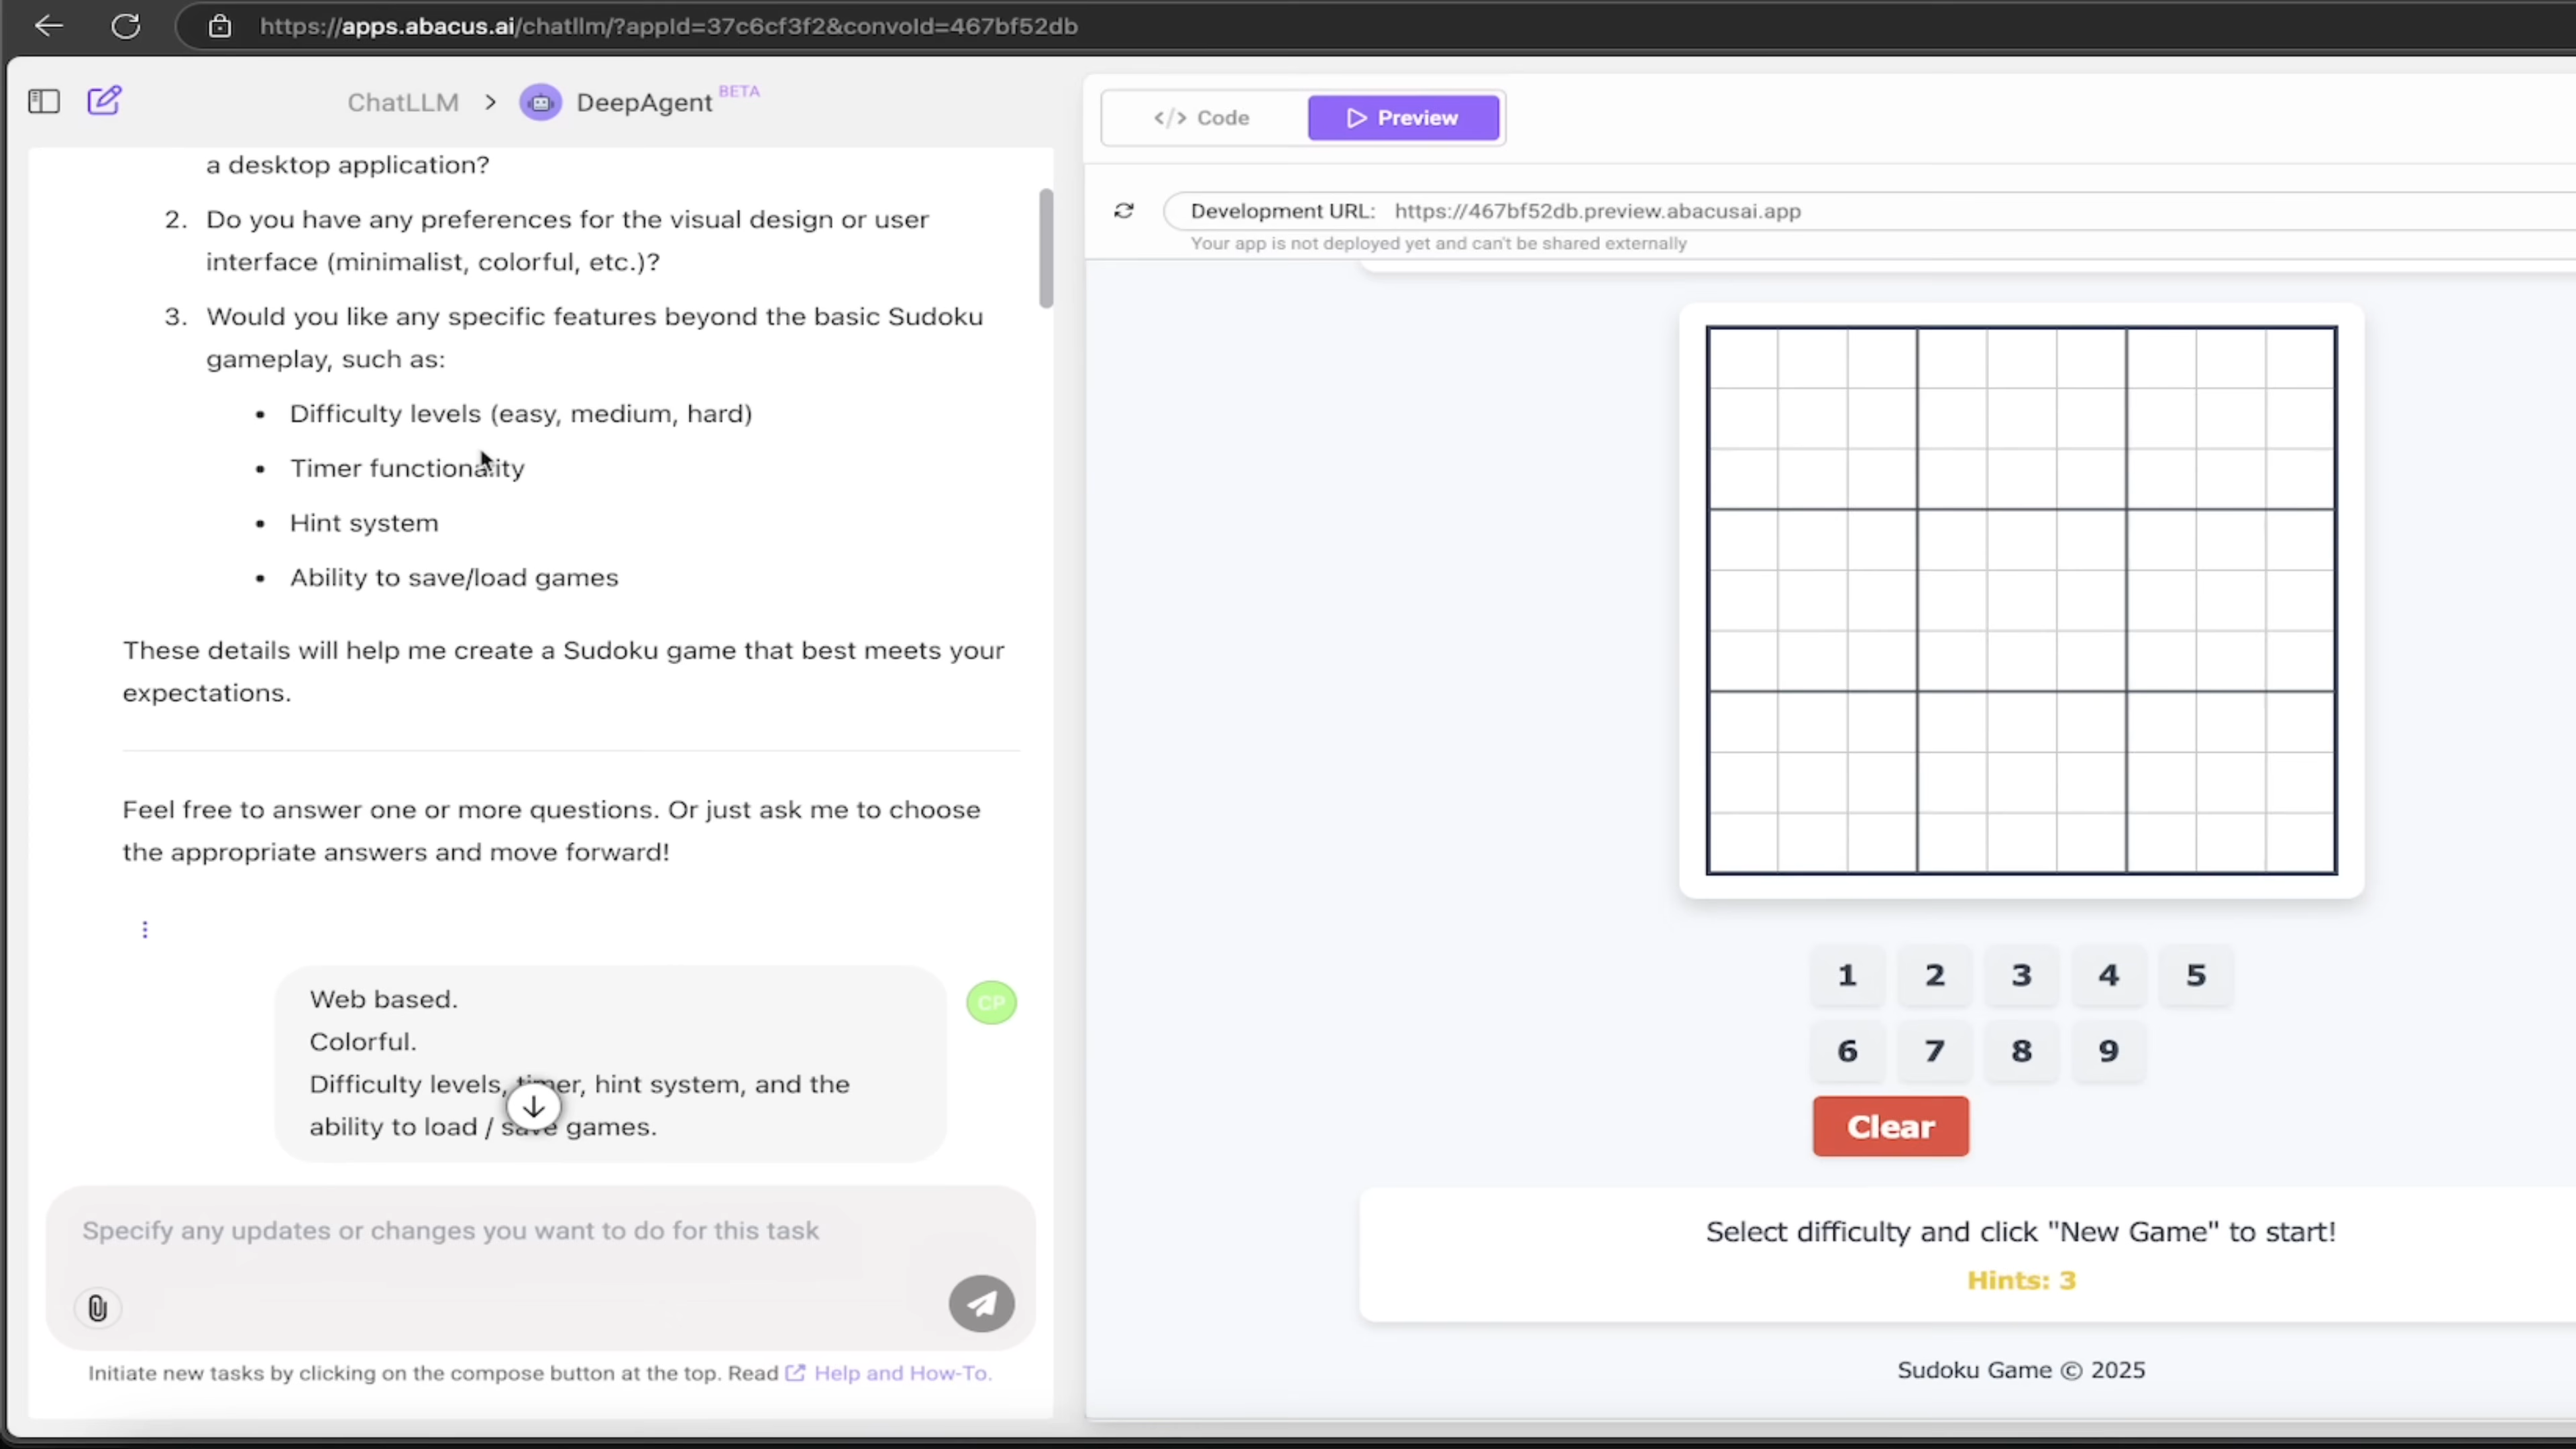 https://apps.abacus.ai/chatllm/?appId=37c6cf3f2&convoId=467bf52db
ChatLLM > DeepAgent BETA
a desktop application?
2. Do you have any preferences for the visual design or user
interface (minimalist, colorful, etc.)?
3. Would you like any specific features beyond the basic Sudoku
gameplay, such as:
• Difficulty levels (easy, medium, hard)
• Timer functionality
• Hint system
• Ability to save/load games
These details will help me create a Sudoku game that best meets your
expectations.
Feel free to answer one or more questions. Or just ask me to choose
the appropriate answers and move forward!
CP
Web based.
Colorful.
Difficulty levels, timer, hint system, and the
ability to load / save games.
Specify any updates or changes you want to do for this task
Initiate new tasks by clicking on the compose button at the top. Read Help and How-To.
</> Code
Preview
Development URL: https://467bf52db.preview.abacusai.app
Your app is not deployed yet and can't be shared externally
1 2 3 4 5
6 7 8 9
Clear
Select difficulty and click "New Game" to start!
Hints: 3
Sudoku Game © 2025